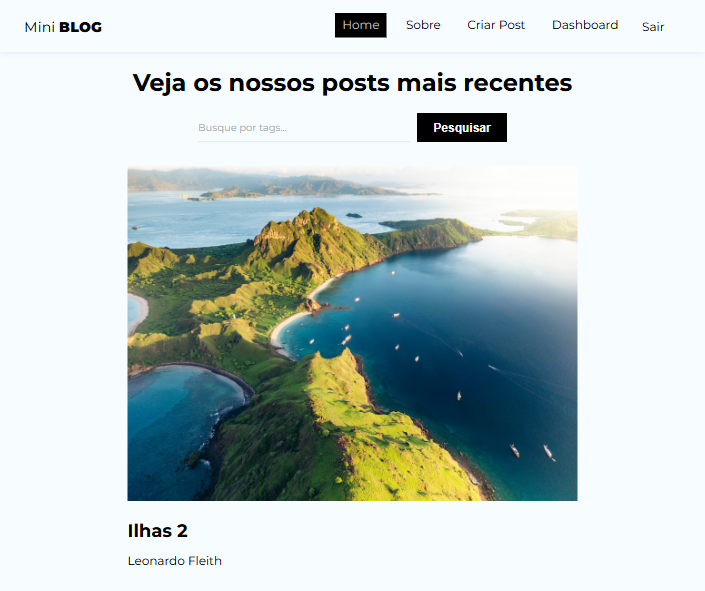 Mini BLOG
Home Sobre Criar Post Dashboard Sair
Veja os nossos posts mais recentes
Busque por tags...
Pesquisar
Ilhas 2
Leonardo Fleith